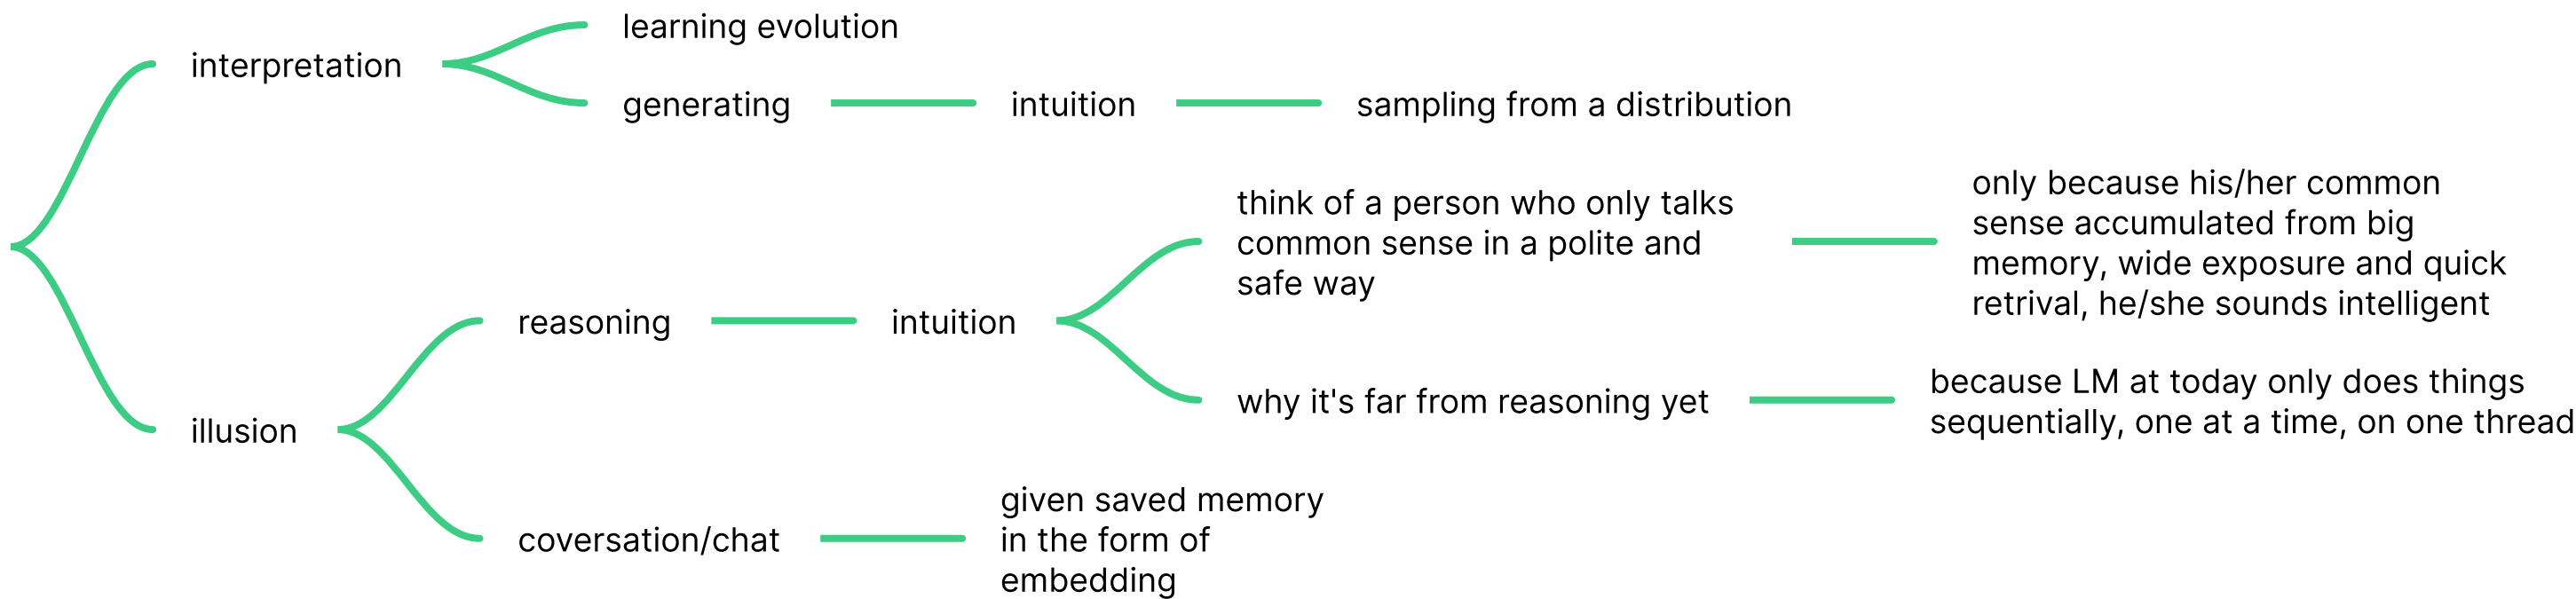 learning evolution
interpretation
generating
intuition
sampling from a distribution
think of a person who only talks
common sense in a polite and
safe way
only because his/her common
sense accumulated from big
memory, wide exposure and quick
retrival, he/she sounds intelligent
reasoning
intuition
why it's far from reasoning yet
because LM at today only does things
sequentially, one at a time, on one thread
illusion
coversation/chat
given saved memory
in the form of
embedding